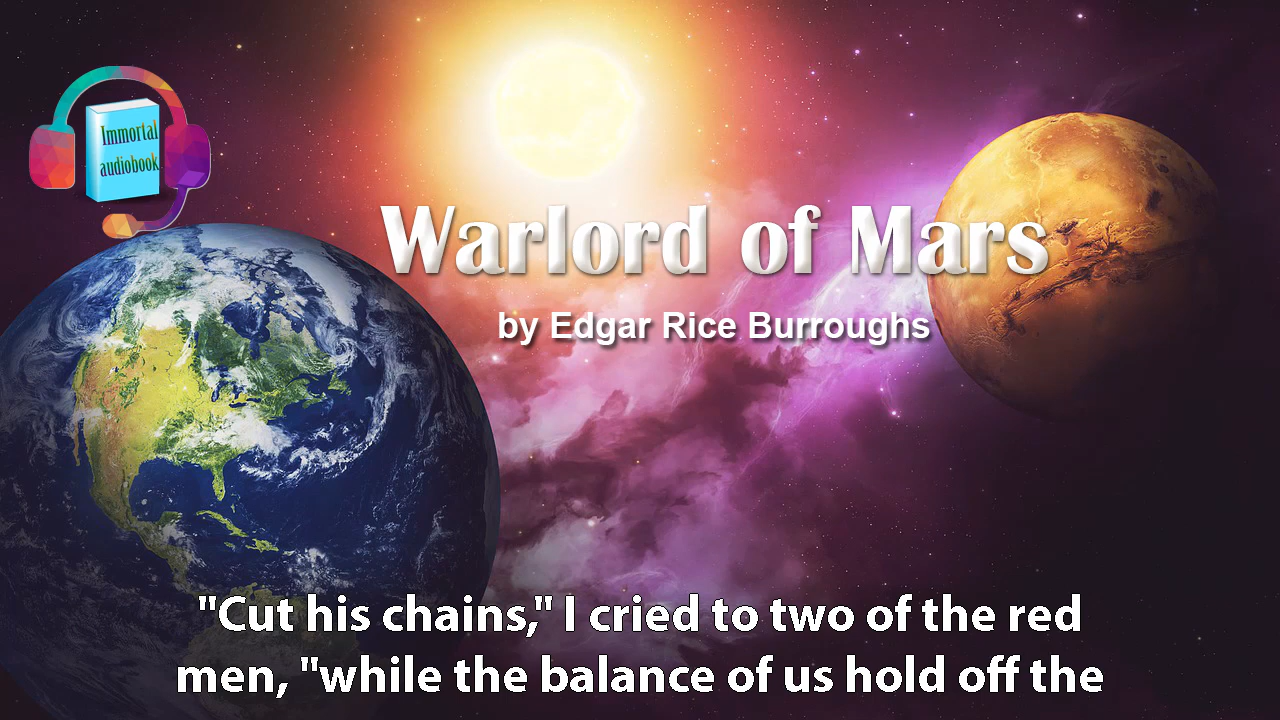 Immortal
audiobook
Warlord of Mars
by Edgar Rice Burroughs
"Cut his chains," I cried to two of the red
men, "while the balance of us hold off the